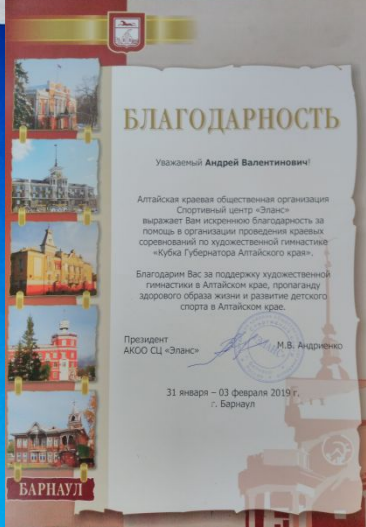 БЛАГОДАРНОСТЬ
Уважаемый Андрей Валентинович!
Алтайская краевая общественная организация
Спортивный центр «Эланс»
выражает Вам искреннюю благодарность за
помощь в организации проведения краевых
соревнований по художественной гимнастике
«Кубка Губернатора Алтайского края».
Благодарим Вас за поддержку художественной
гимнастики в Алтайском крае, пропаганду
здорового образа жизни и развитие детского
спорта в Алтайском крае.
Президент
АКОО СЦ «Эланс» М.В. Андриенко
31 января – 03 февраля 2019 г.
г. Барнаул
БАРНАУЛ